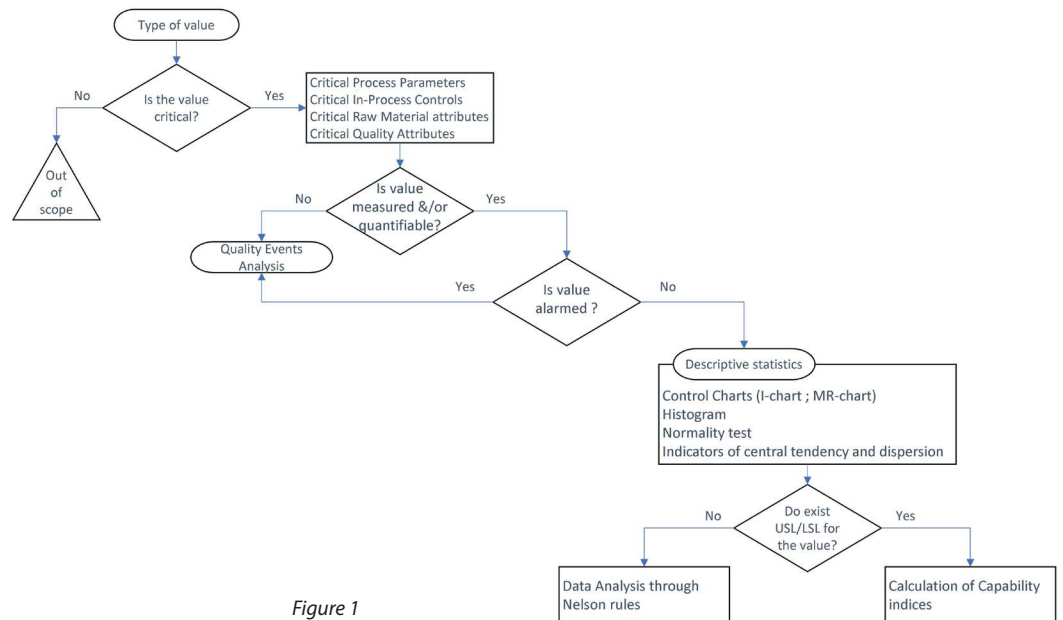 Type of value
Is the value
critical?
No
Yes
Out
of
scope
Critical Process Parameters
Critical In-Process Controls
Critical Raw Material attributes
Critical Quality Attributes
Is value
measured &/or
quantifiable?
No
Yes
Quality Events
Analysis
Is value
alarmed ?
Yes
No
Descriptive statistics
Control Charts (I-chart ; MR-chart)
Histogram
Normality test
Indicators of central tendency and dispersion
Do exist
USL/LSL for
the value?
No
Yes
Data Analysis through
Nelson rules
Calculation of Capability
indices
Figure 1